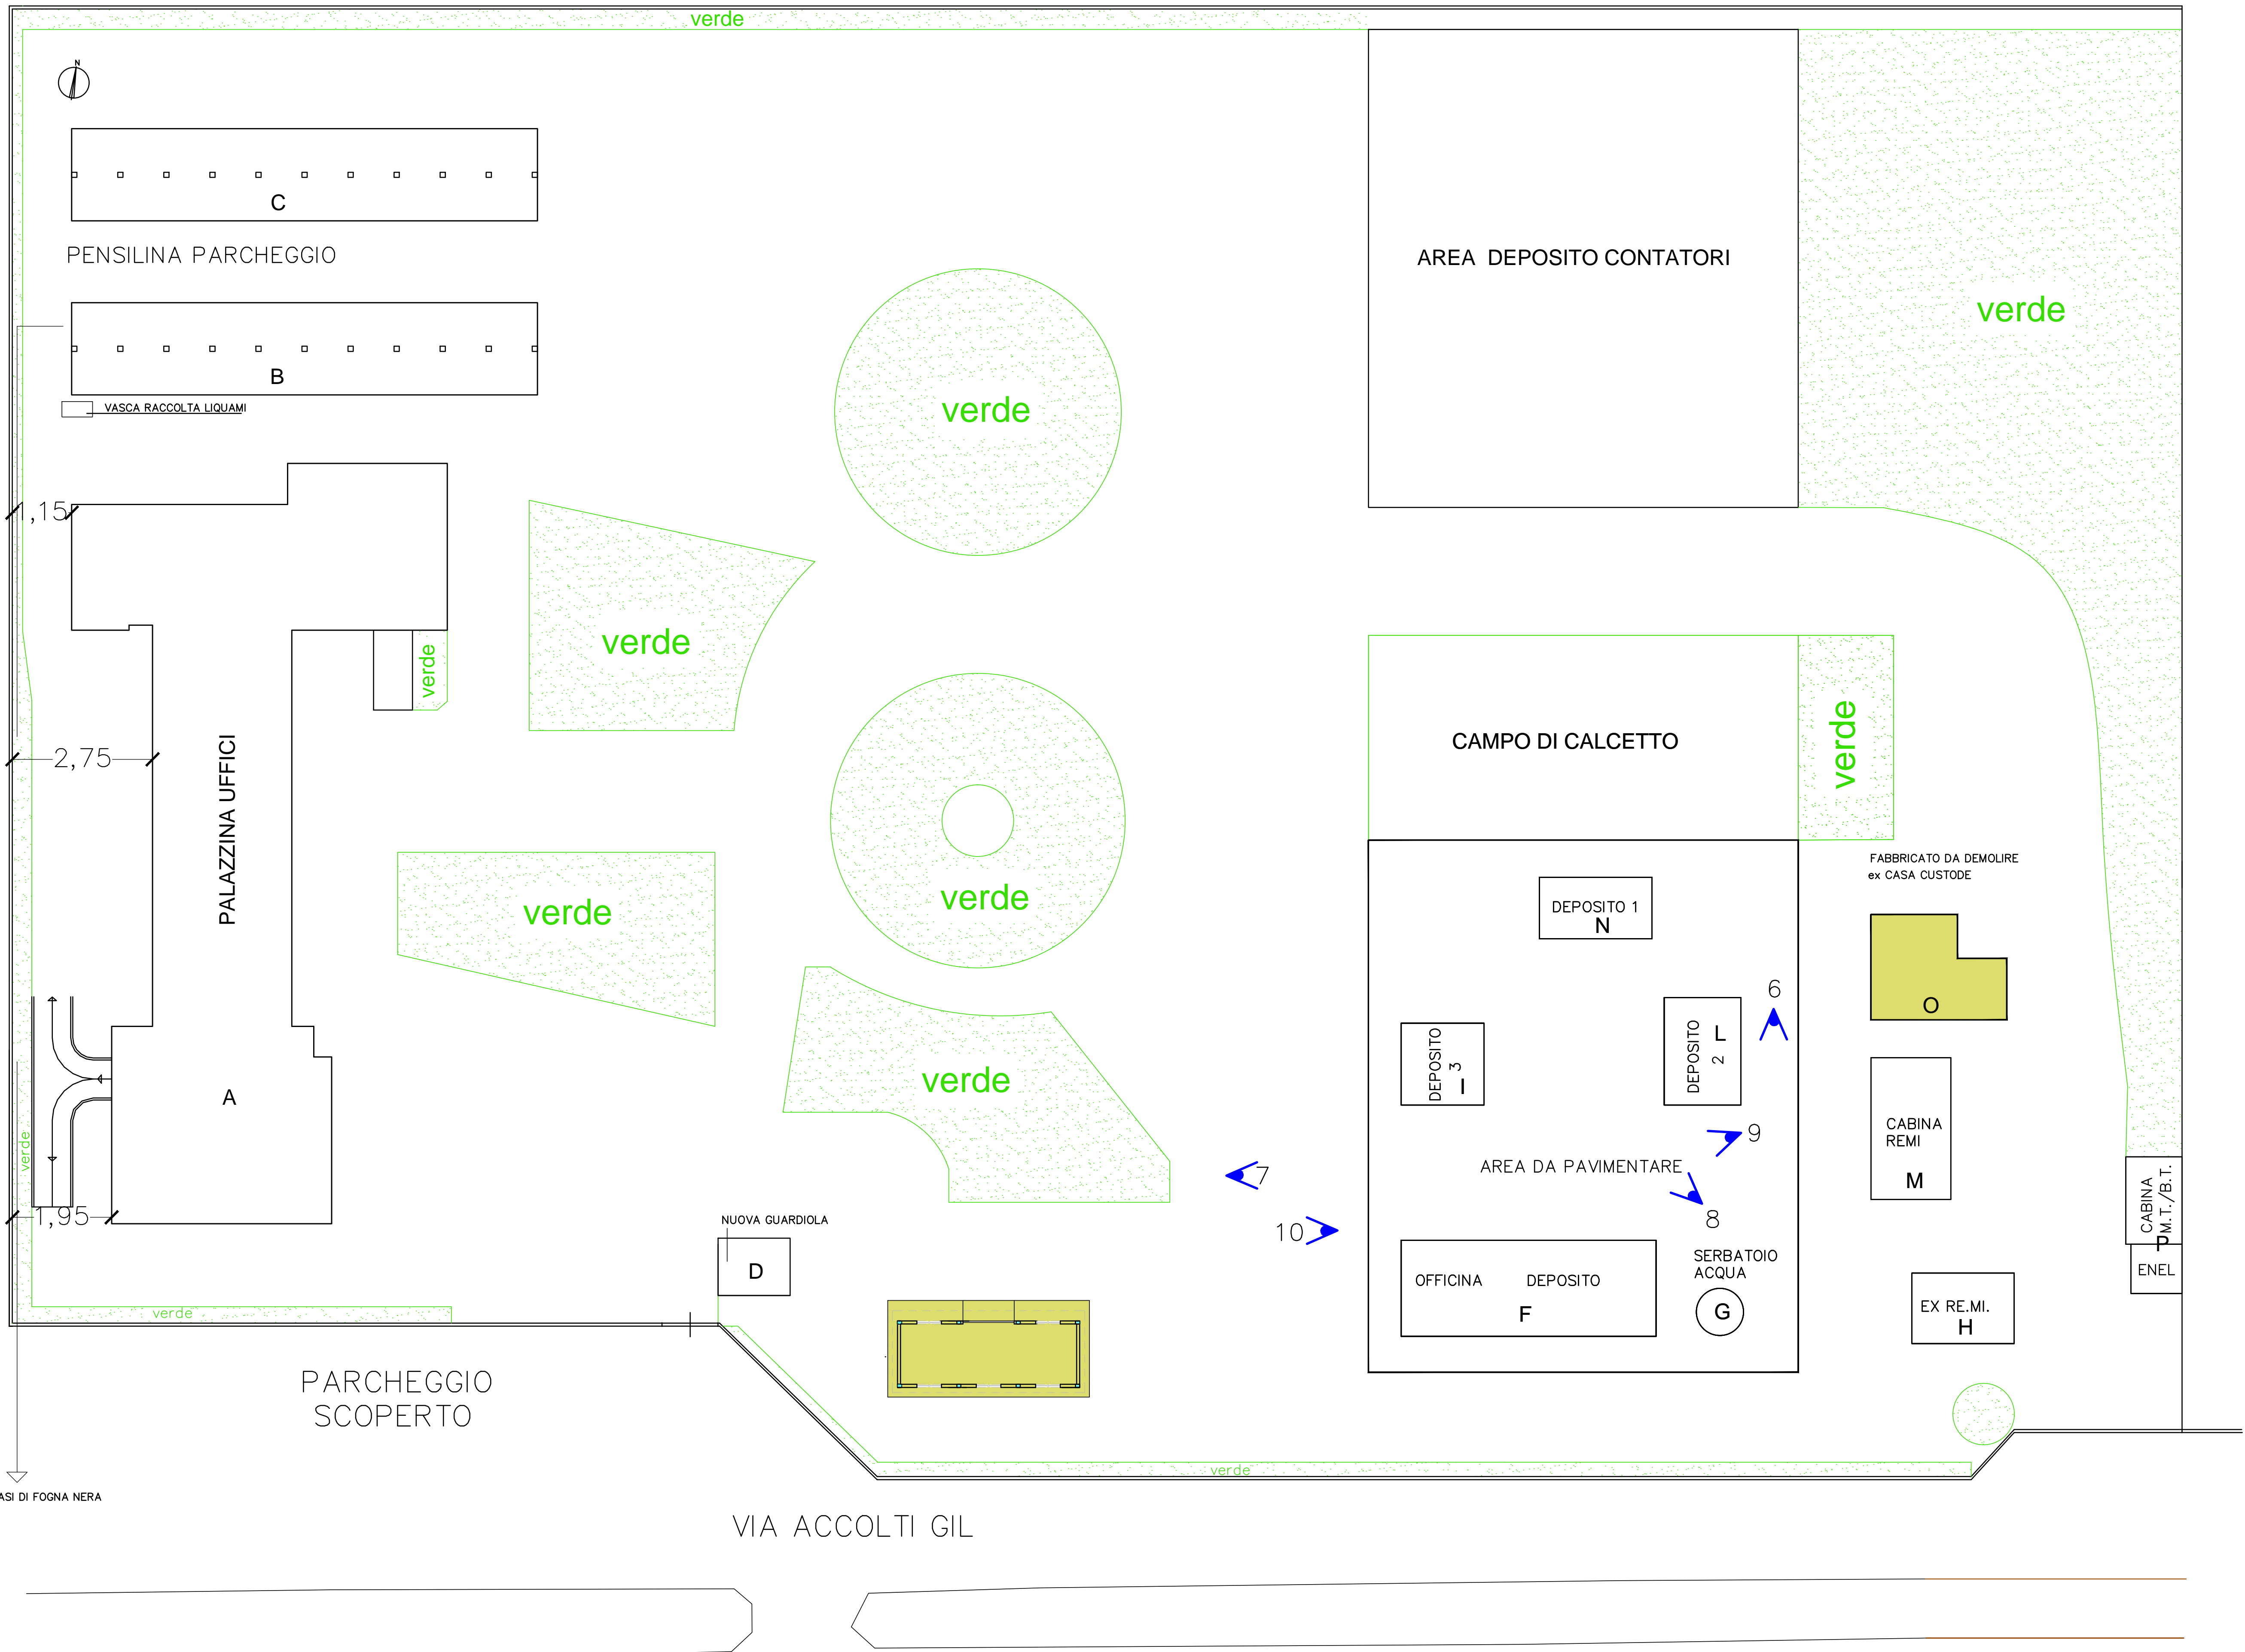 verde
N
C
PENSILINA PARCHEGGIO
B
VASCA RACCOLTA LIQUAMI
AREA DEPOSITO CONTATORI
verde
verde
1,15
verde
verde
2,75
PALAZZINA UFFICI
CAMPO DI CALCETTO
verde
verde
verde
FABBRICATO DA DEMOLIRE
ex CASA CUSTODE
DEPOSITO 1
N
O
6
DEPOSITO
3
I
DEPOSITO
2
L
A
verde
verde
CABINA
REMI
M
9
AREA DA PAVIMENTARE
7
8
10
1,95
CABINA
M.T./B.T.
P
ENEL
NUOVA GUARDIOLA
D
SERBATOIO
ACQUA
G
OFFICINA DEPOSITO
F
EX RE.MI.
H
verde
PARCHEGGIO
SCOPERTO
verde
ASI DI FOGNA NERA
VIA ACCOLTI GIL